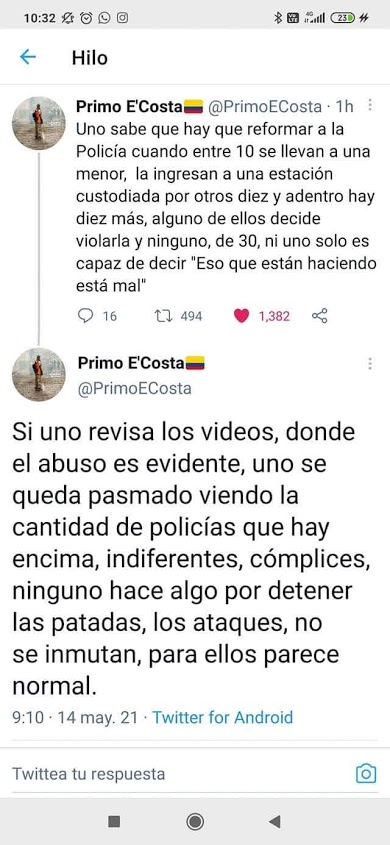 10:32
4G
23
Hilo
Primo E'Costa🇨🇴 @PrimoECosta · 1h
Uno sabe que hay que reformar a la
Policía cuando entre 10 se llevan a una
menor,  la ingresan a una estación
custodiada por otros diez y adentro hay
diez más, alguno de ellos decide
violarla y ninguno, de 30, ni uno solo es
capaz de decir "Eso que están haciendo
está mal"
16 494 1,382
Primo E'Costa🇨🇴
@PrimoECosta
Si uno revisa los videos, donde
el abuso es evidente, uno se
queda pasmado viendo la
cantidad de policías que hay
encima, indiferentes, cómplices,
ninguno hace algo por detener
las patadas, los ataques, no
se inmutan, para ellos parece
normal.
9:10 · 14 may. 21 · Twitter for Android
Twittea tu respuesta